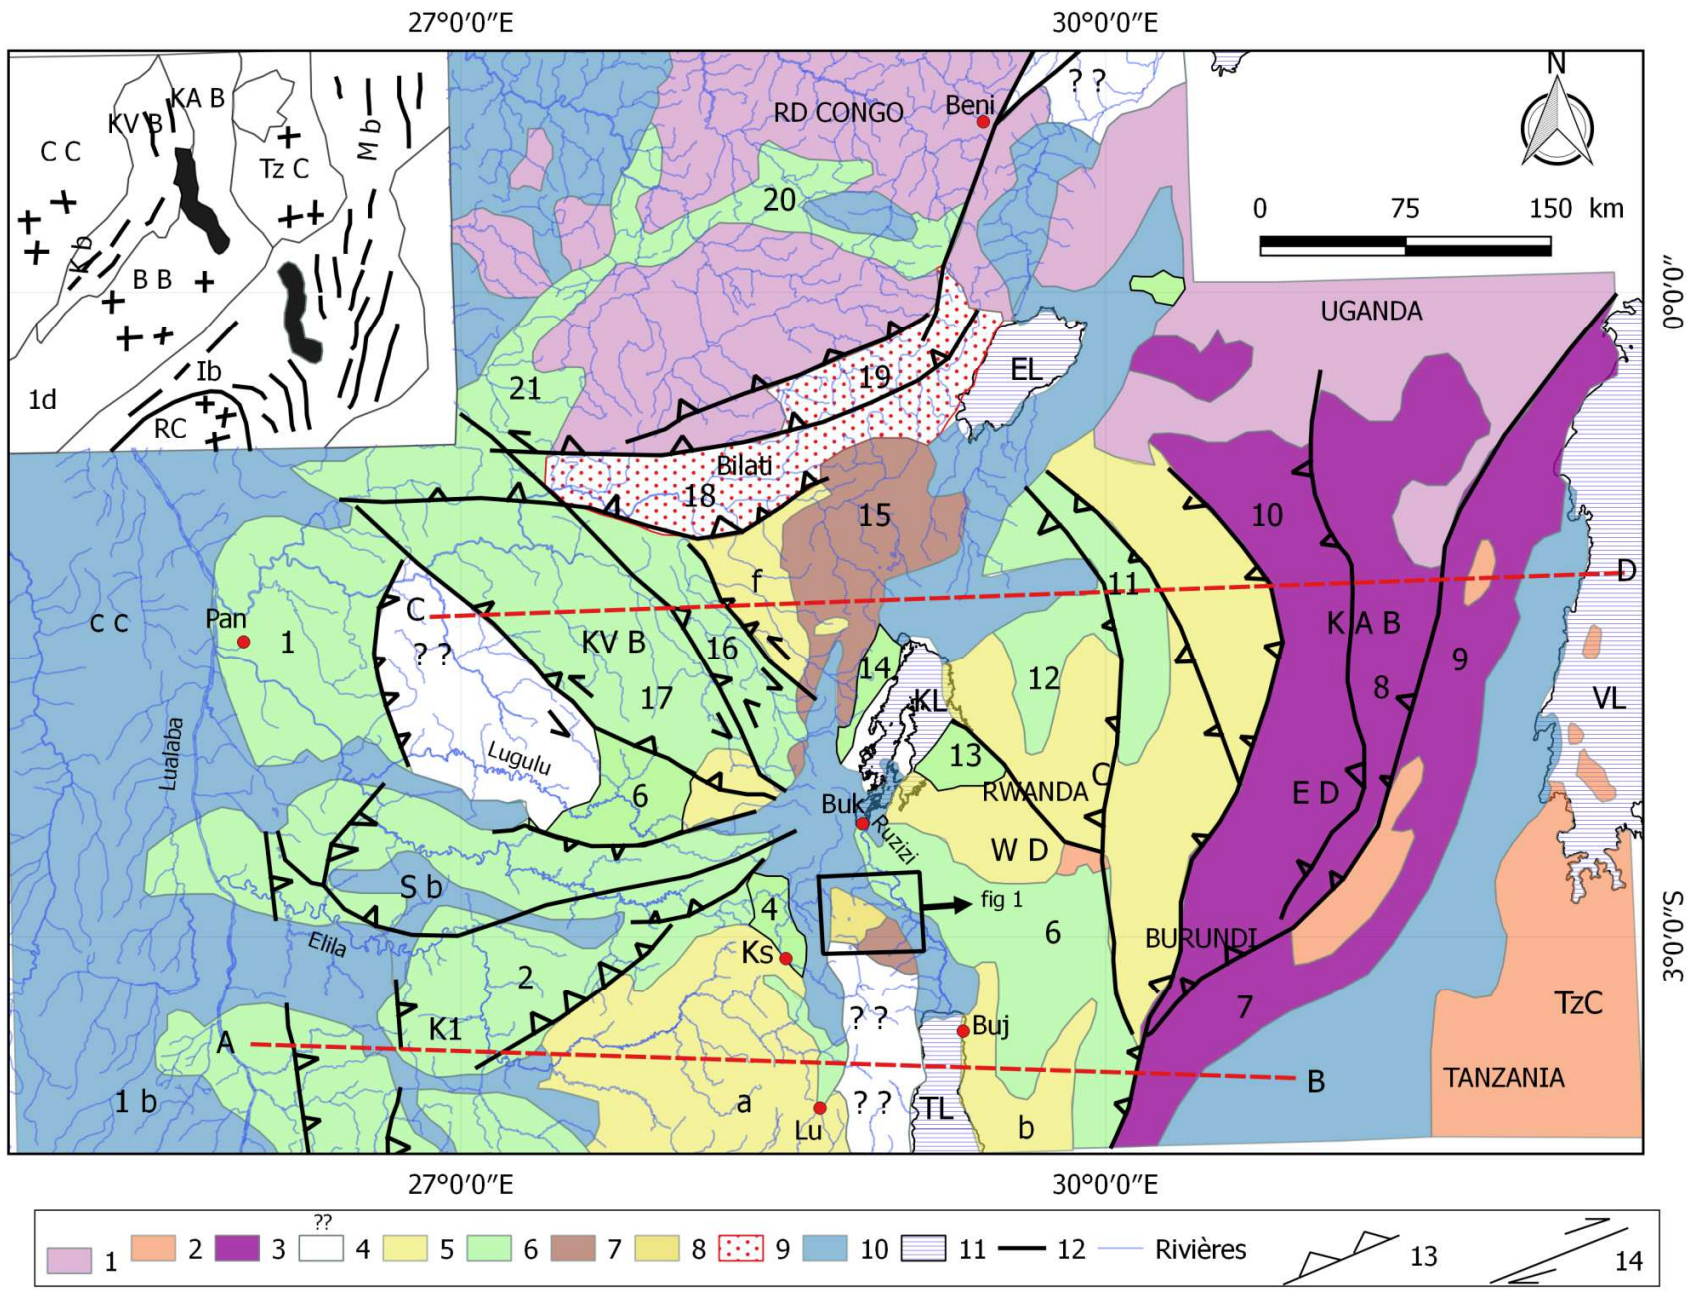 27°0'0"E 30°0'0"E
KA B
KV B
C C
Tz C
M b
K b
B B
Ib
RC
1d
RD CONGO
Beni
? ?
N
0 75 150 km
20
0°0'0"
UGANDA
EL
19
21
Bilati
18
15
10
f
11
D
C
C C
Pan
1
? ?
KV B
16
14
12
K A B
9
17
KL
8
VL
Lualaba
Lugulu
13
C
6
RWANDA
E D
Buk
Ruzizi
W D
S b
4
fig 1
6
BURUNDI
Elila
Ks
3°0'0"S
2
7
TzC
K1
? ?
Buj
A
B
TANZANIA
1 b
a
? ?
TL
Lu
b
27°0'0"E 30°0'0"E
??
1 2 3 4 5 6 7 8 9 10 11 12 Rivières 13 14